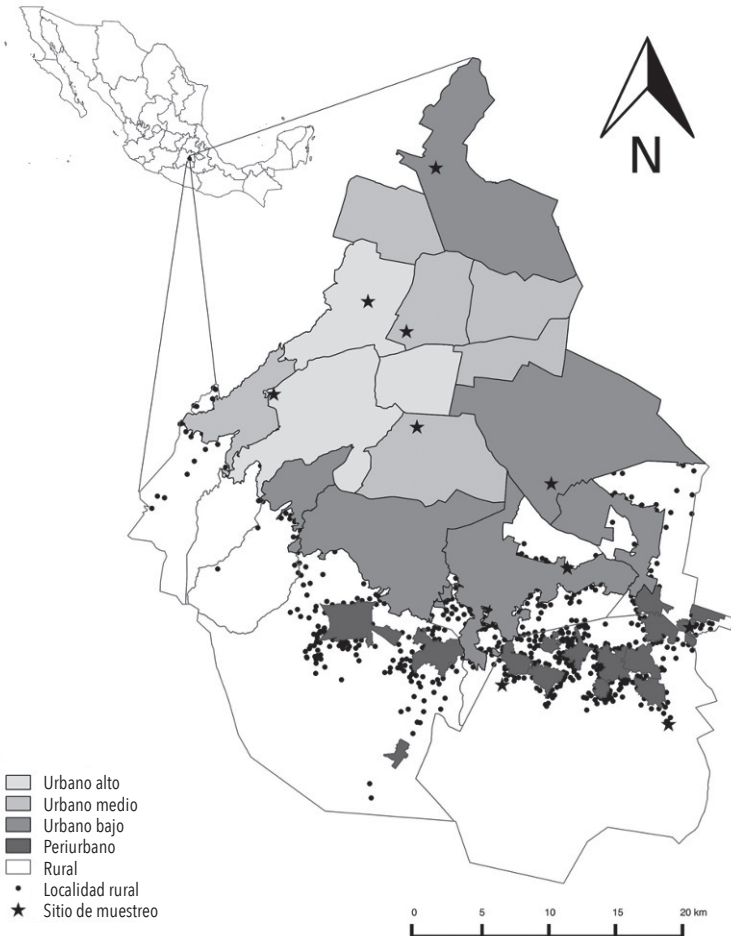 N
Urbano alto
Urbano medio
Urbano bajo
Periurbano
Rural
Localidad rural
Sitio de muestreo
0 5 10 15 20 km